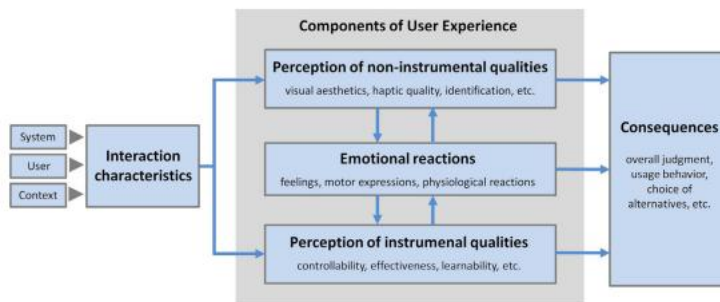 Components of User Experience
System
User
Context
Interaction
characteristics
Perception of non-instrumental qualities
visual aesthetics, haptic quality, identification, etc.
Emotional reactions
feelings, motor expressions, physiological reactions
Perception of instrumenal qualities
controllability, effectiveness, learnability, etc.
Consequences
overall judgment,
usage behavior,
choice of
alternatives, etc.